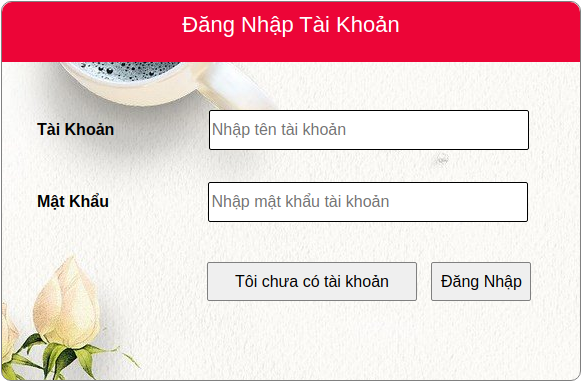 Đăng Nhập Tài Khoản
Tài Khoản Nhập tên tài khoản
Mật Khẩu Nhập mật khẩu tài khoản
Tôi chưa có tài khoản Đăng Nhập